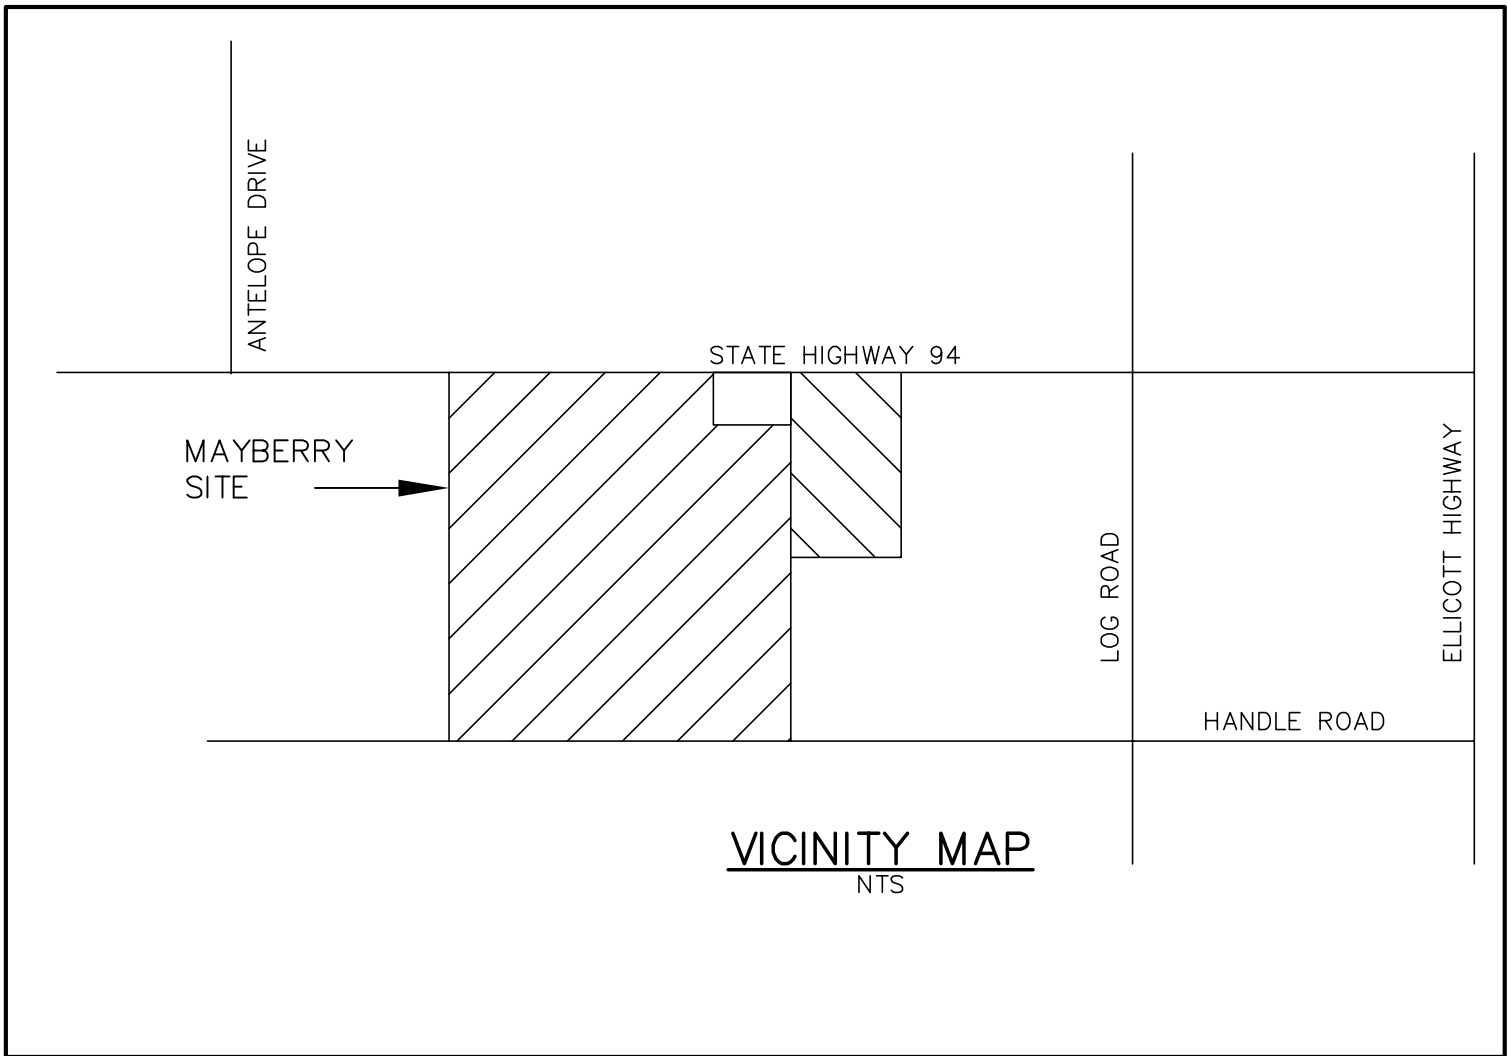 ANTELOPE DRIVE
STATE HIGHWAY 94
MAYBERRY
SITE
LOG ROAD
ELLICOTT HIGHWAY
HANDLE ROAD
VICINITY MAP
NTS